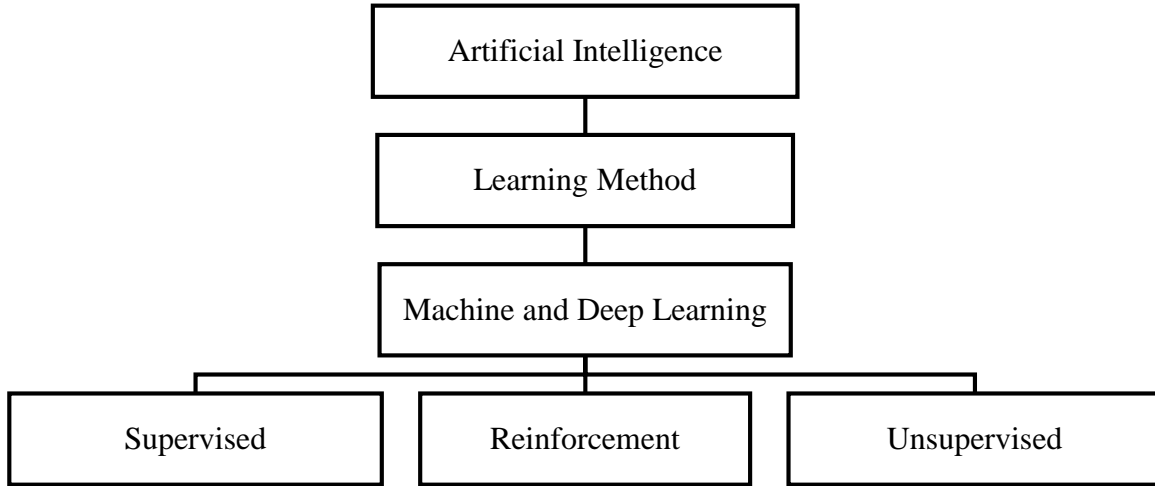 Artificial Intelligence
Learning Method
Machine and Deep Learning
Supervised
Reinforcement
Unsupervised